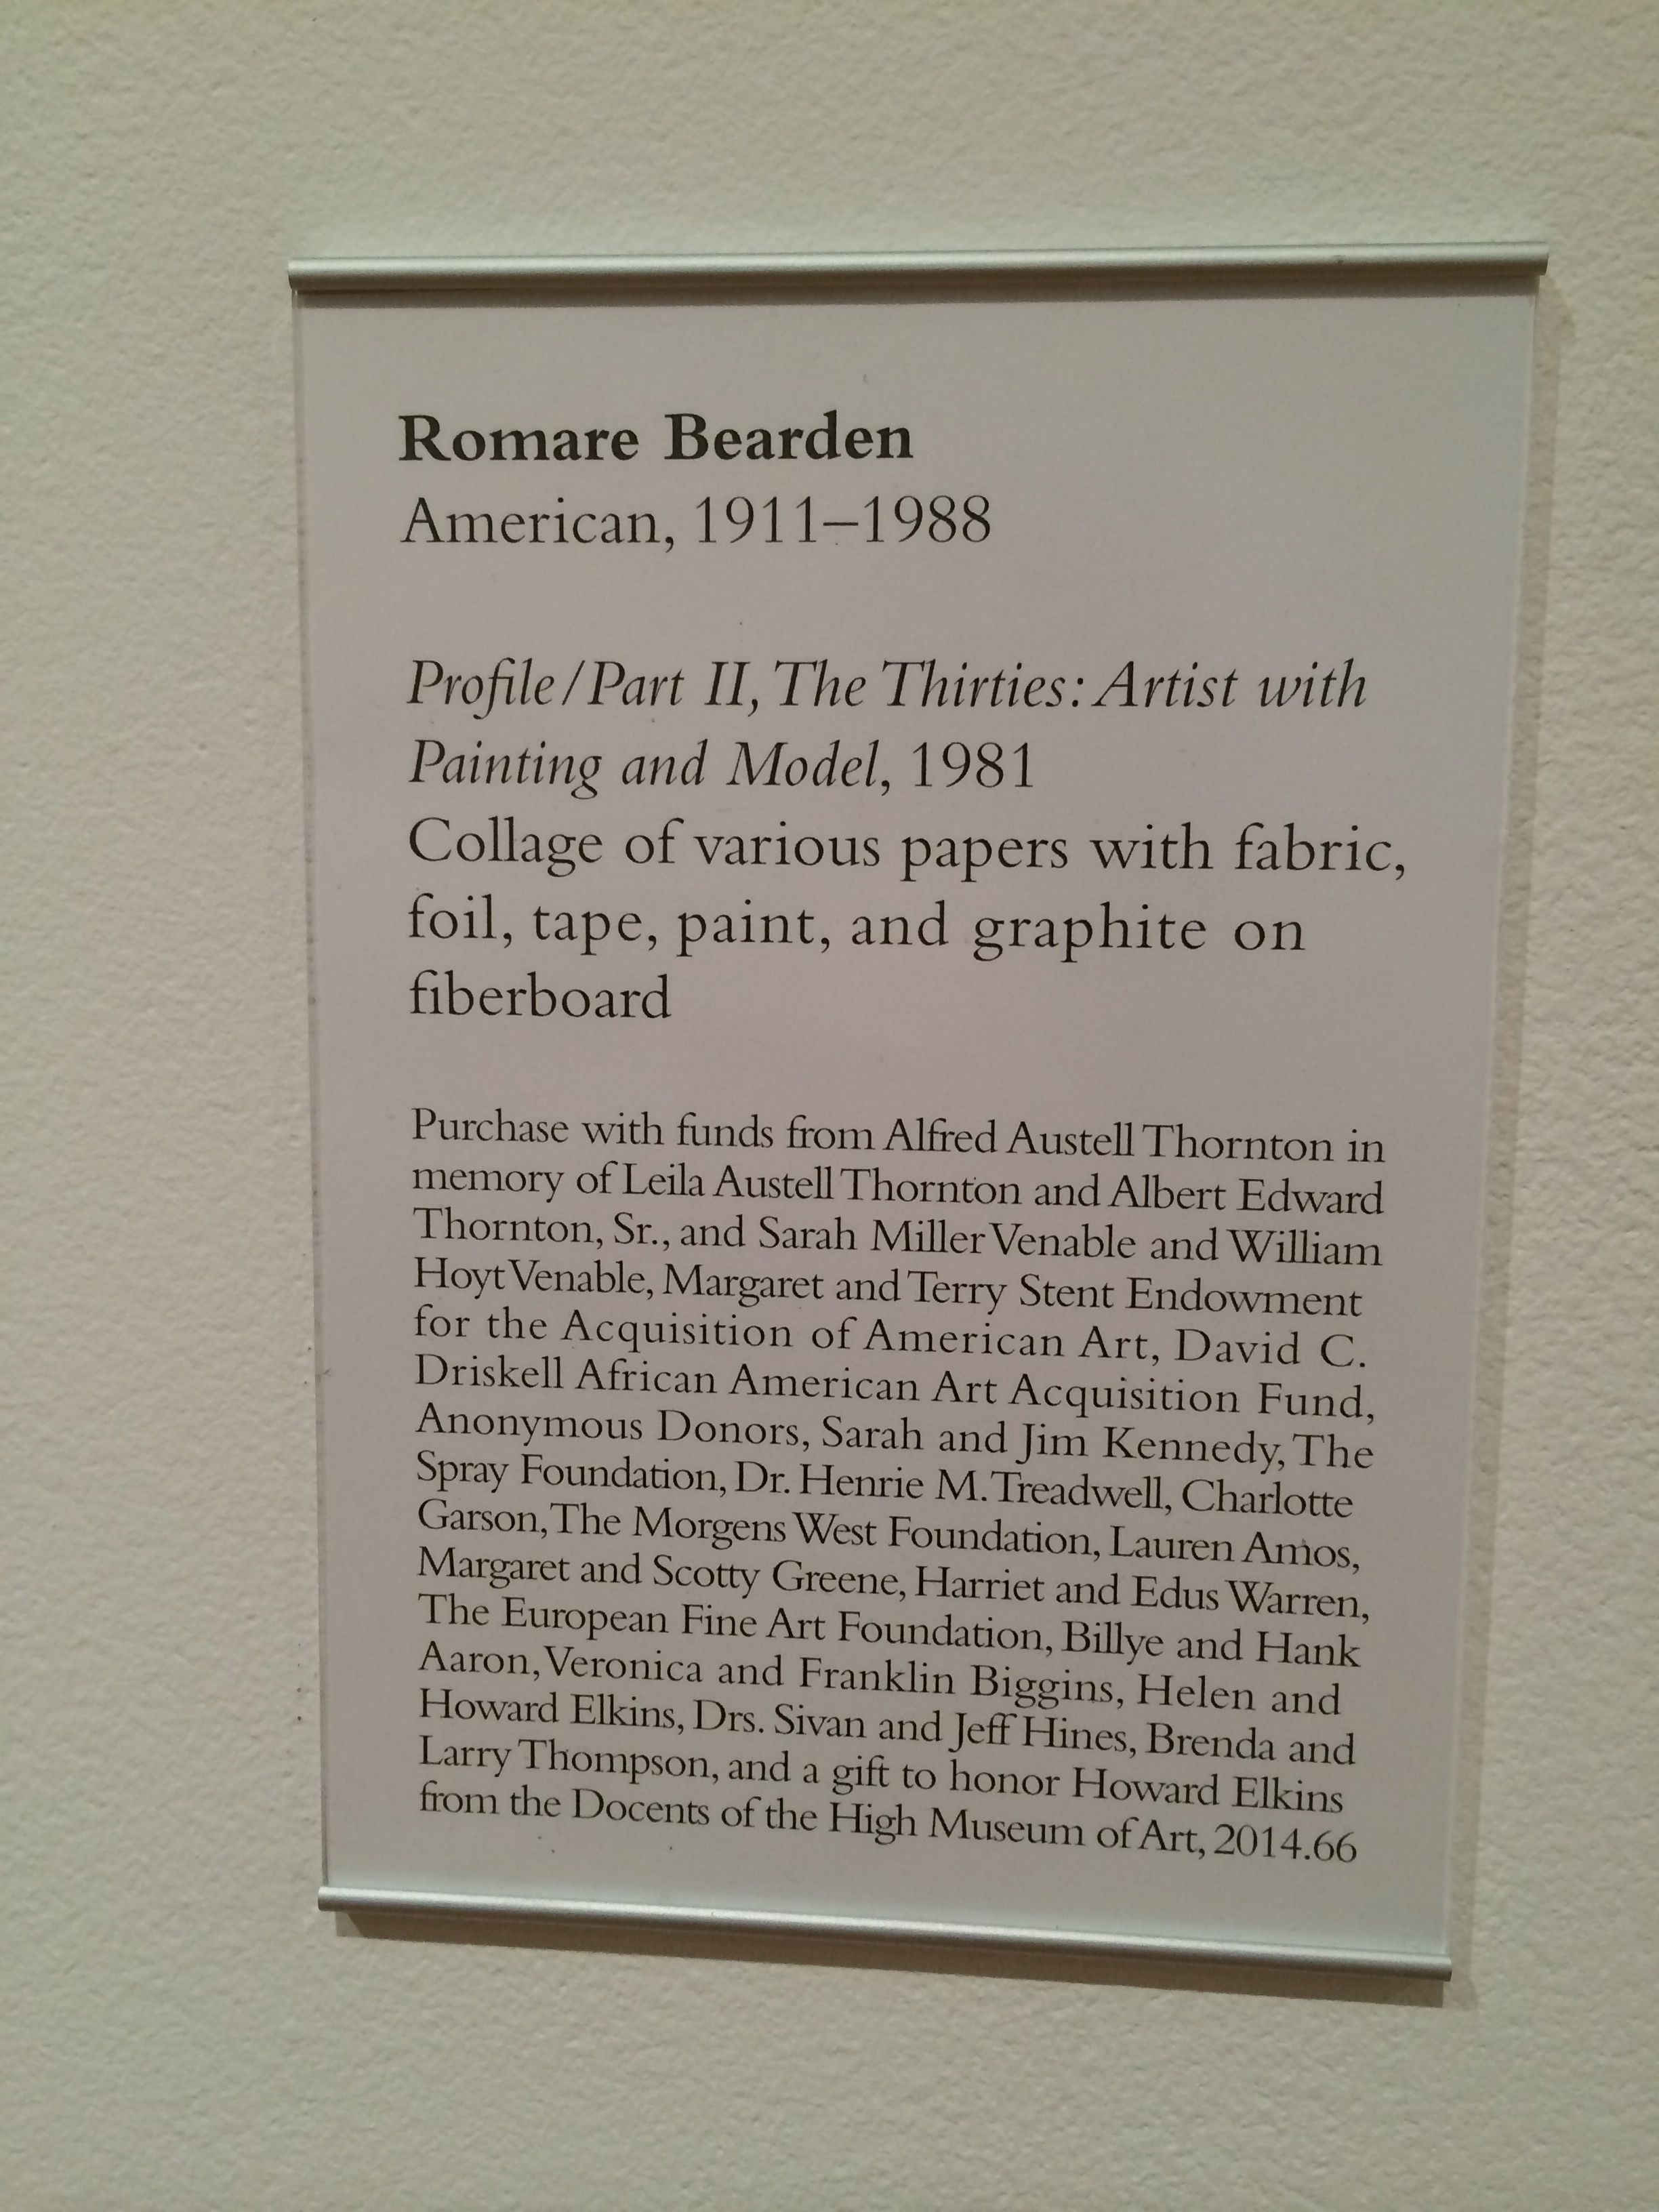 Romare Bearden
American, 1911–1988
Profile/Part II, The Thirties: Artist with
Painting and Model, 1981
Collage of various papers with fabric,
foil, tape, paint, and graphite on
fiberboard
Purchase with funds from Alfred Austell Thornton in
memory of Leila Austell Thornton and Albert Edward
Thornton, Sr., and Sarah Miller Venable and William
Hoyt Venable, Margaret and Terry Stent Endowment
for the Acquisition of American Art, David C.
Driskell African American Art Acquisition Fund,
Anonymous Donors, Sarah and Jim Kennedy, The
Spray Foundation, Dr. Henrie M. Treadwell, Charlotte
Garson, The Morgens West Foundation, Lauren Amos,
Margaret and Scotty Greene, Harriet and Edus Warren,
The European Fine Art Foundation, Billye and Hank
Aaron, Veronica and Franklin Biggins, Helen and
Howard Elkins, Drs. Sivan and Jeff Hines, Brenda and
Larry Thompson, and a gift to honor Howard Elkins
from the Docents of the High Museum of Art, 2014.66